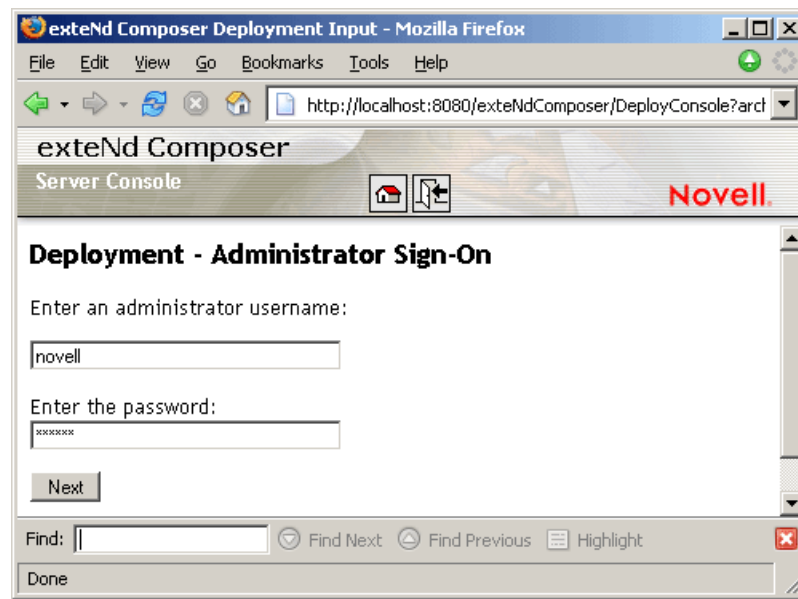 exteNd Composer Deployment Input - Mozilla Firefox
File Edit View Go Bookmarks Tools Help
http://localhost:8080/exteNdComposer/DeployConsole?arch
exteNd Composer
Server Console
Novell.
Deployment - Administrator Sign-On
Enter an administrator username:
novell
Enter the password:
******
Next
Find: Find Next Find Previous Highlight
Done